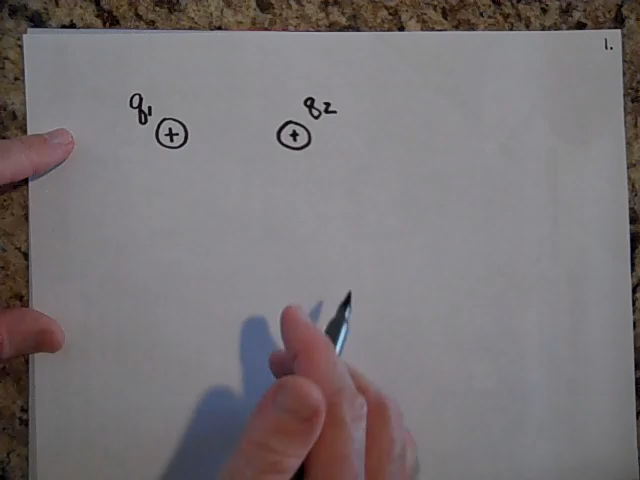 1.
q1 q2
+ +